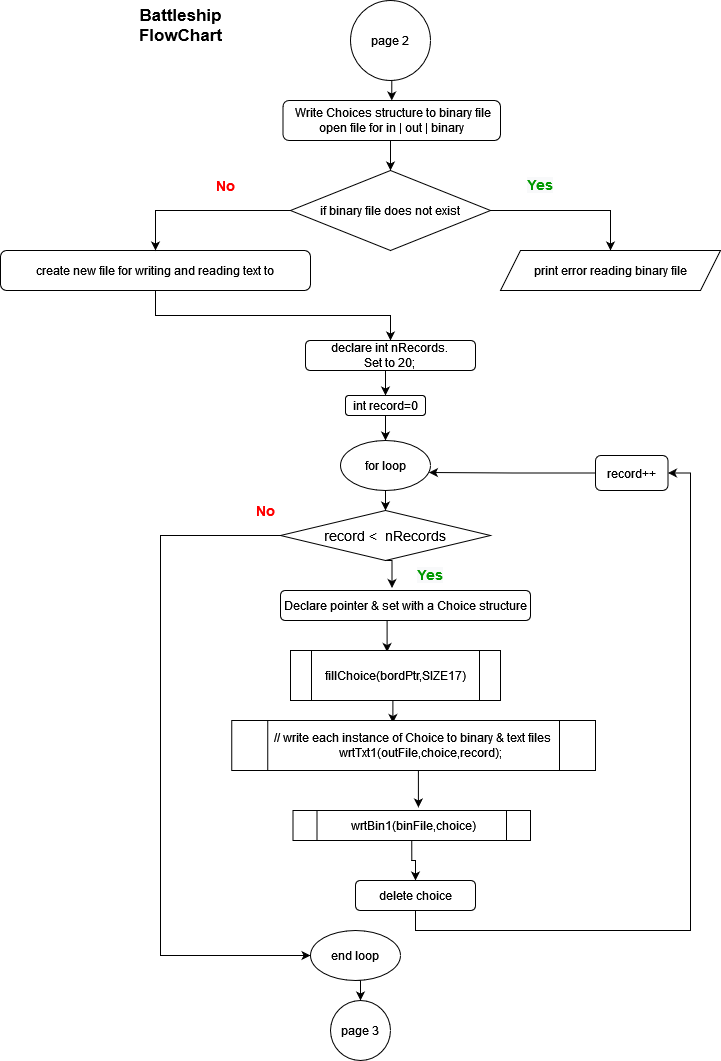 Battleship
FlowChart
page 2
Write Choices structure to binary file
open file for in | out | binary
No
Yes
if binary file does not exist
create new file for writing and reading text to
print error reading binary file
declare int nRecords.
Set to 20;
int record=0
for loop
record++
No
record < nRecords
Yes
Declare pointer & set with a Choice structure
fillChoice(bordPtr,SIZE17)
// write each instance of Choice to binary & text files
wrtTxt1(outFile,choice,record);
wrtBin1(binFile,choice)
delete choice
end loop
page 3